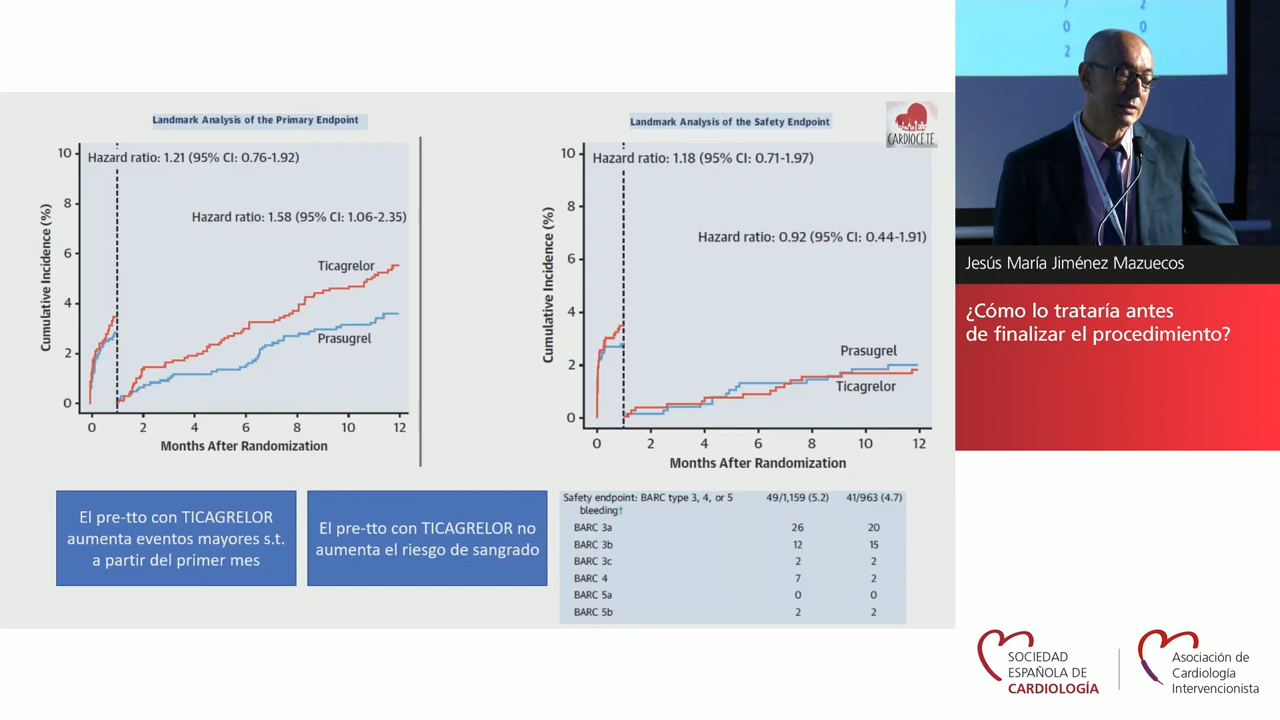 Landmark Analysis of the Primary Endpoint
Landmark Analysis of the Safety Endpoint
CARDIOCETE
Hazard ratio: 1.21 (95% CI: 0.76-1.92)
Hazard ratio: 1.58 (95% CI: 1.06-2.35)
Cumulative Incidence (%)
10
8
6
4
2
0
Ticagrelor
Prasugrel
0 2 4 6 8 10 12
Months After Randomization
Hazard ratio: 1.18 (95% CI: 0.71-1.97)
Hazard ratio: 0.92 (95% CI: 0.44-1.91)
Cumulative Incidence (%)
10
8
6
4
2
0
Prasugrel
Ticagrelor
0 2 4 6 8 10 12
Months After Randomization
El pre-tto con TICAGRELOR
aumenta eventos mayores s.t.
a partir del primer mes
El pre-tto con TICAGRELOR no
aumenta el riesgo de sangrado
Safety endpoint: BARC type 3, 4, or 5 49/1,159 (5.2) 41/963 (4.7)
bleeding†
BARC 3a 26 20
BARC 3b 12 15
BARC 3c 2 2
BARC 4 7 2
BARC 5a 0 0
BARC 5b 2 2
7 2
0 0
2
Jesús María Jiménez Mazuecos
¿Cómo lo trataría antes
de finalizar el procedimiento?
SOCIEDAD
ESPAÑOLA DE
CARDIOLOGÍA
Asociación de
Cardiología
Intervencionista